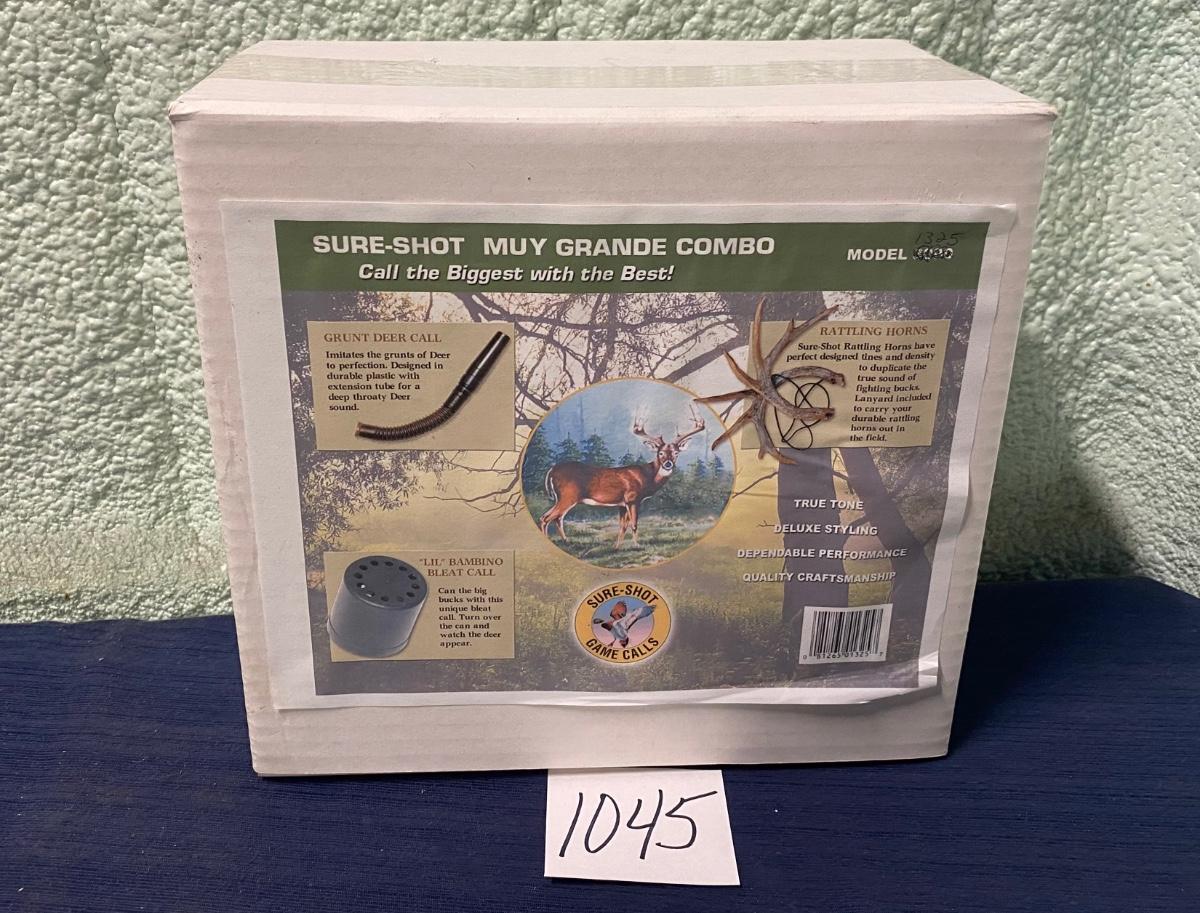 SURE-SHOT MUY GRANDE COMBO
Call the Biggest with the Best!
MODEL
1325
GRUNT DEER CALL
Imitates the grunts of Deer
to perfection. Designed in
durable plastic with
extension tube for a
deep throaty Deer
sound.
RATTLING HORNS
Sure-Shot Rattling Horns have
perfect designed tines and density
to duplicate the
true sound of
fighting bucks.
Lanyard included
to carry your
durable rattling
horns out in
the field.
TRUE TONE
DELUXE STYLING
DEPENDABLE PERFORMANCE
QUALITY CRAFTSMANSHIP
"LIL" BAMBINO
BLEAT CALL
Can the big
bucks with this
unique bleat
call. Turn over
the can and
watch the deer
appear.
SURE-SHOT
GAME CALLS
0 81265 01325 7
1045